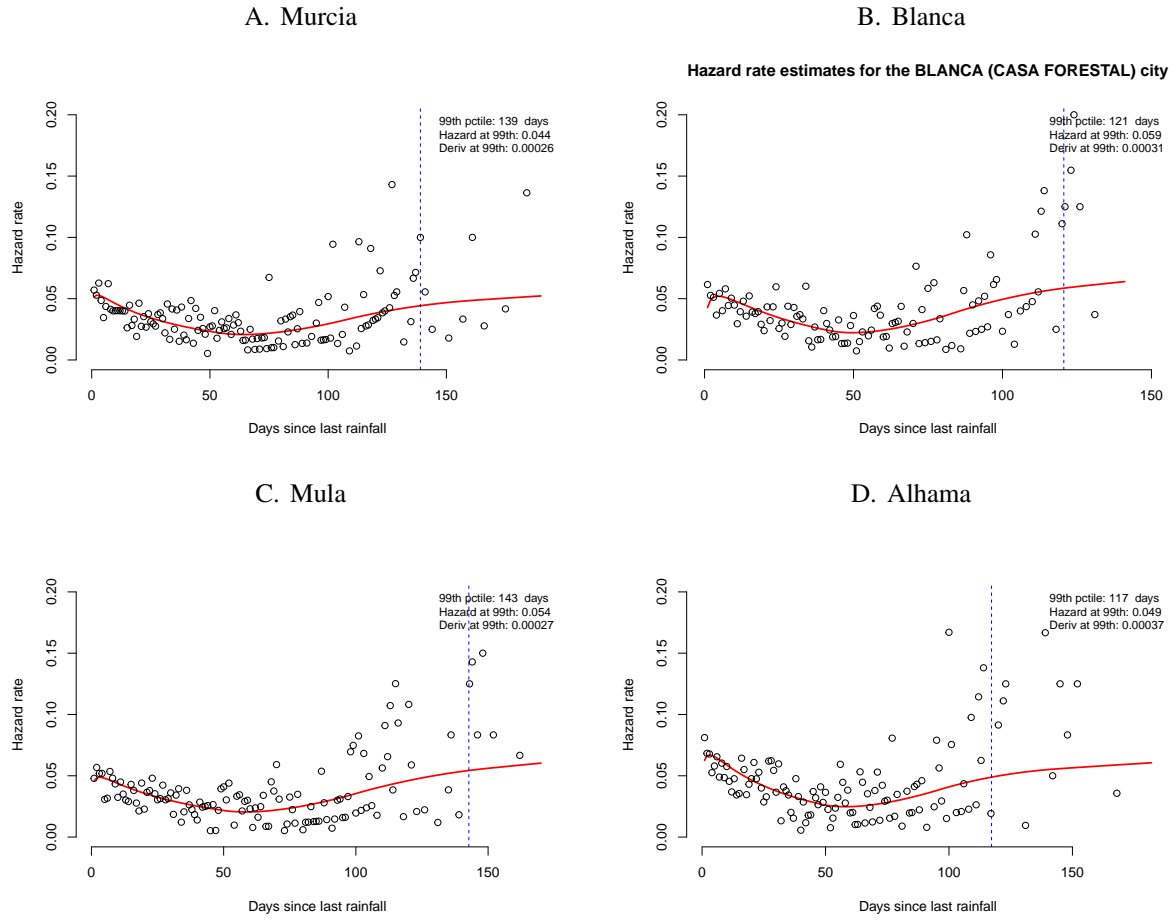 A. Murcia
99th pctile: 139 days
Hazard at 99th: 0.044
Deriv at 99th: 0.00026
Hazard rate
0.20
0.15
0.10
0.05
0.00
0
50
100
150
Days since last rainfall
B. Blanca
Hazard rate estimates for the BLANCA (CASA FORESTAL) city
99th pctile: 121 days
Hazard at 99th: 0.059
Deriv at 99th: 0.00031
Hazard rate
0.20
0.15
0.10
0.05
0.00
0
50
100
150
Days since last rainfall
C. Mula
99th pctile: 143 days
Hazard at 99th: 0.054
Deriv at 99th: 0.00027
Hazard rate
0.20
0.15
0.10
0.05
0.00
0
50
100
150
Days since last rainfall
D. Alhama
99th pctile: 117 days
Hazard at 99th: 0.049
Deriv at 99th: 0.00037
Hazard rate
0.20
0.15
0.10
0.05
0.00
0
50
100
150
Days since last rainfall